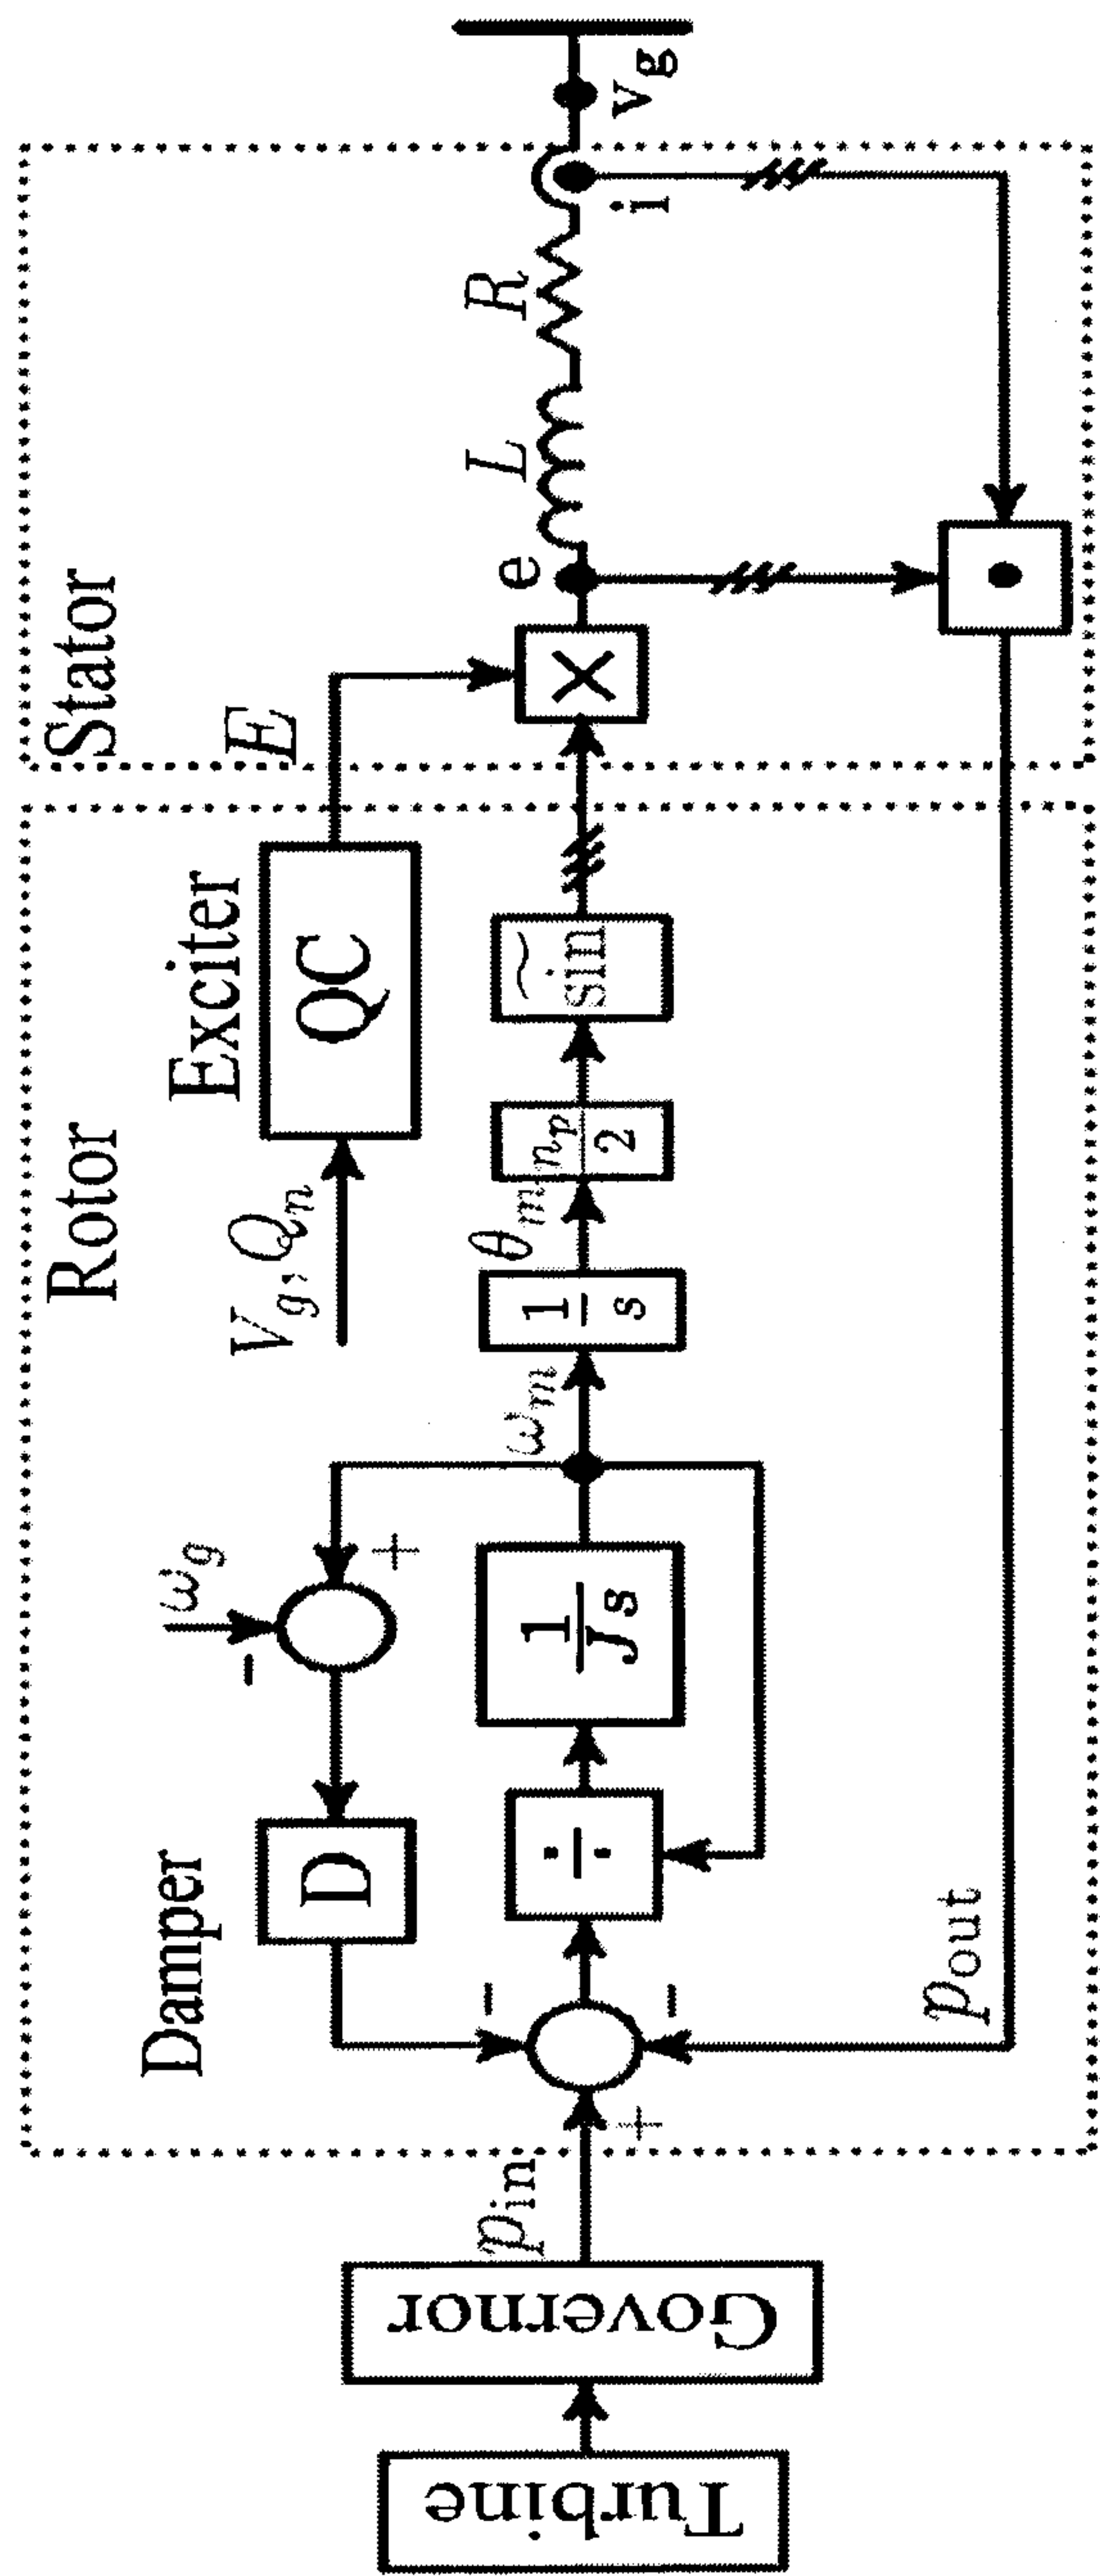 Turbine
Governor
p_in
+
-
-
p_out
Damper
D
ω_g
-
+
÷
1/Js
ω_m
1/s
θ_m
n_p/2
s͠in
Rotor
V_g, Q_n
Exciter
QC
Stator
E
×
e
L
R
i
v_g